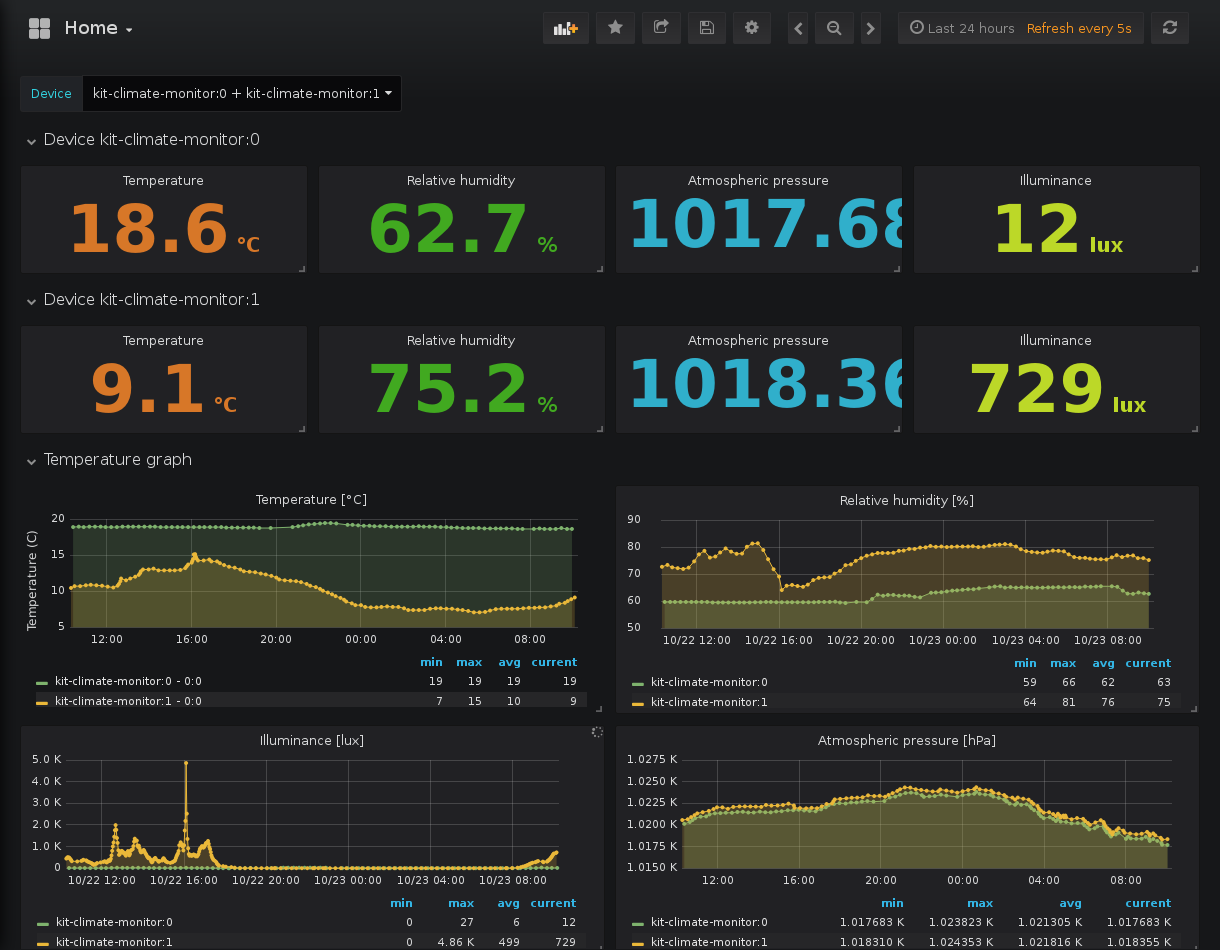 Home
Last 24 hours Refresh every 5s
Device kit-climate-monitor:0 + kit-climate-monitor:1
Device kit-climate-monitor:0
Temperature Relative humidity Atmospheric pressure Illuminance
18.6 °C 62.7 % 1017.68 12 lux
Device kit-climate-monitor:1
Temperature Relative humidity Atmospheric pressure Illuminance
9.1 °C 75.2 % 1018.36 729 lux
Temperature graph
Temperature [°C]
Temperature (C)
20
15
10
5
12:00 16:00 20:00 00:00 04:00 08:00
min max avg current
kit-climate-monitor:0 - 0:0 19 19 19 19
kit-climate-monitor:1 - 0:0 7 15 10 9
Relative humidity [%]
90
80
70
60
50
10/22 12:00 10/22 16:00 10/22 20:00 10/23 00:00 10/23 04:00 10/23 08:00
min max avg current
kit-climate-monitor:0 59 66 62 63
kit-climate-monitor:1 64 81 76 75
Illuminance [lux]
5.0 K
4.0 K
3.0 K
2.0 K
1.0 K
0
10/22 12:00 10/22 16:00 10/22 20:00 10/23 00:00 10/23 04:00 10/23 08:00
min max avg current
kit-climate-monitor:0 0 27 6 12
kit-climate-monitor:1 0 4.86 K 499 729
Atmospheric pressure [hPa]
1.0275 K
1.0250 K
1.0225 K
1.0200 K
1.0175 K
1.0150 K
12:00 16:00 20:00 00:00 04:00 08:00
min max avg current
kit-climate-monitor:0 1.017683 K 1.023823 K 1.021305 K 1.017683 K
kit-climate-monitor:1 1.018310 K 1.024353 K 1.021816 K 1.018355 K